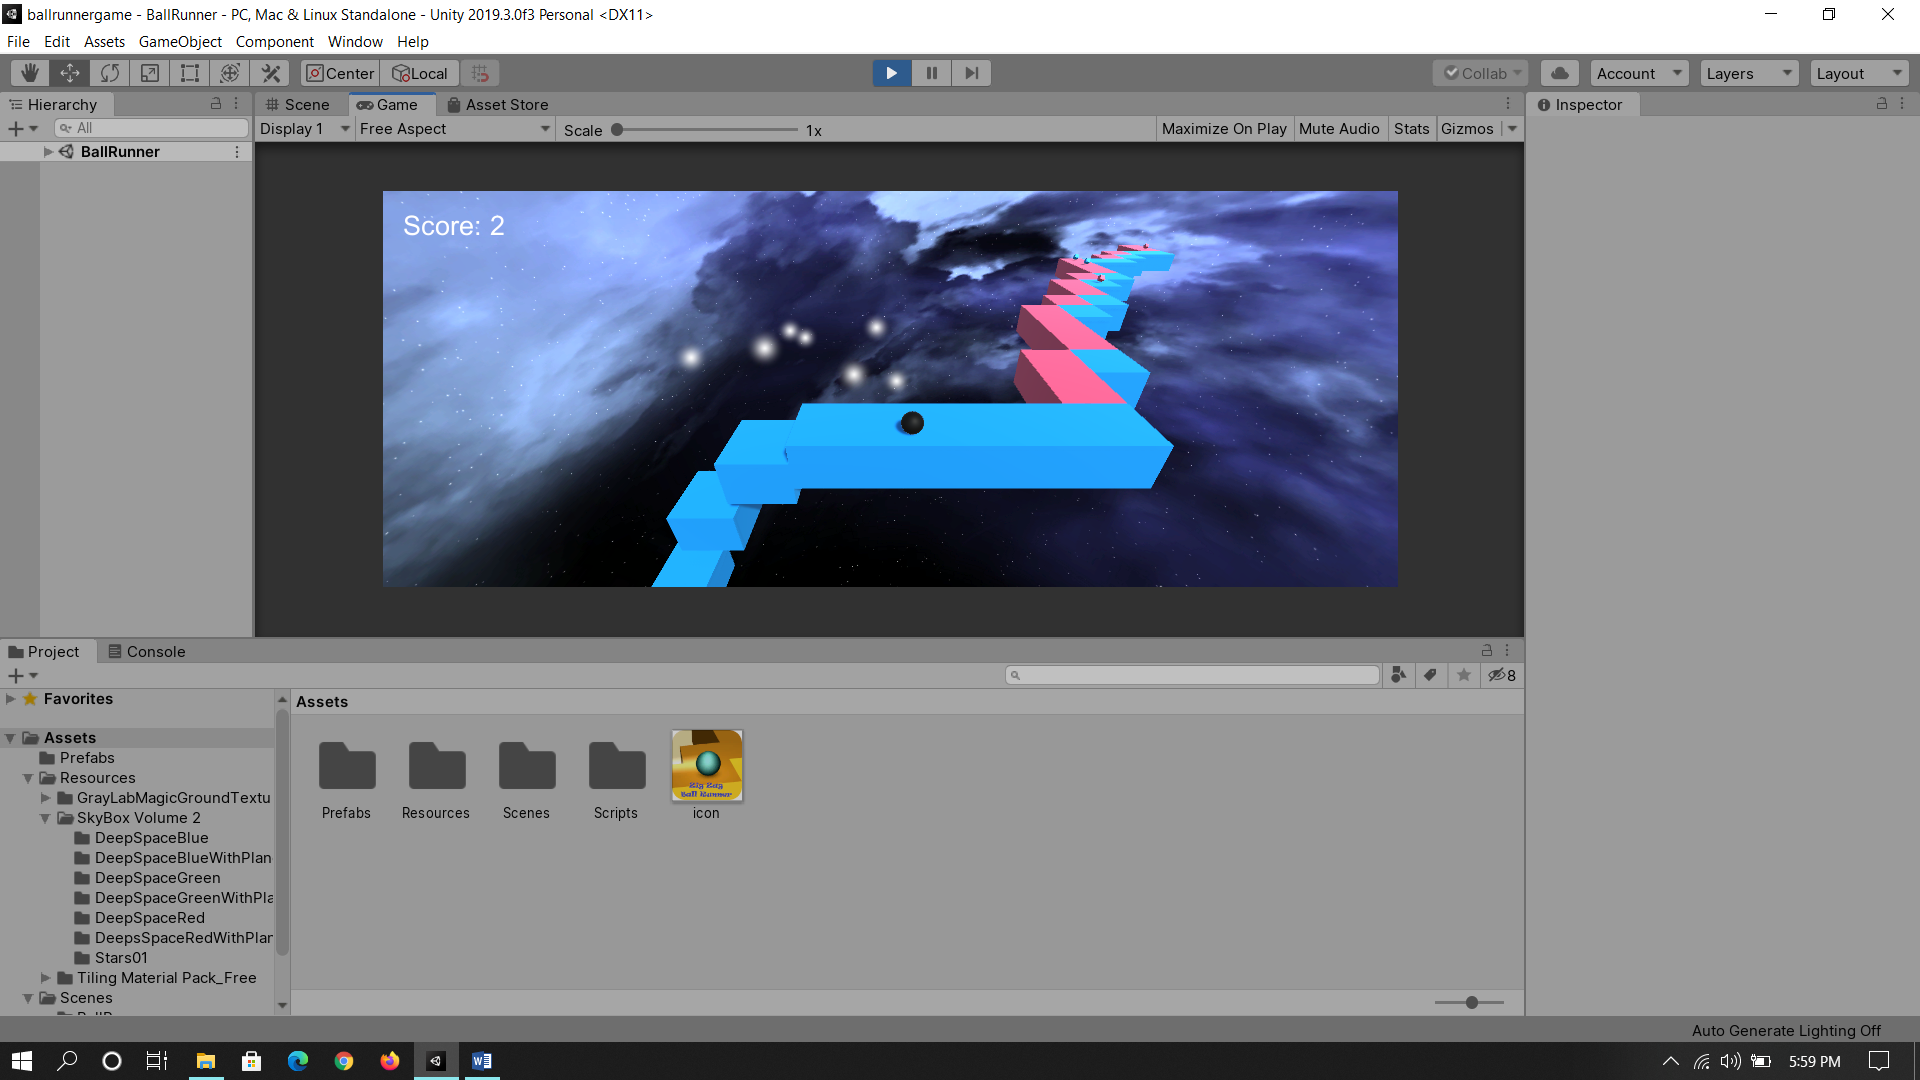 ballrunnergame - BallRunner - PC, Mac & Linux Standalone - Unity 2019.3.0f3 Personal <DX11>
File Edit Assets GameObject Component Window Help
Center Local Collab Account Layers Layout
Hierarchy Scene Game Asset Store Inspector
All Display 1 Free Aspect Scale 1x Maximize On Play Mute Audio Stats Gizmos
BallRunner
Score: 2
Project Console
8
Favorites
Assets
Assets
Prefabs
Resources
GrayLabMagicGroundTextu
SkyBox Volume 2
DeepSpaceBlue
DeepSpaceBlueWithPlan
DeepSpaceGreen
DeepSpaceGreenWithPla
DeepSpaceRed
DeepsSpaceRedWithPlan
Stars01
Tiling Material Pack_Free
Scenes
Zig Zag
Ball Runner
Prefabs Resources Scenes Scripts icon
Auto Generate Lighting Off
5:59 PM